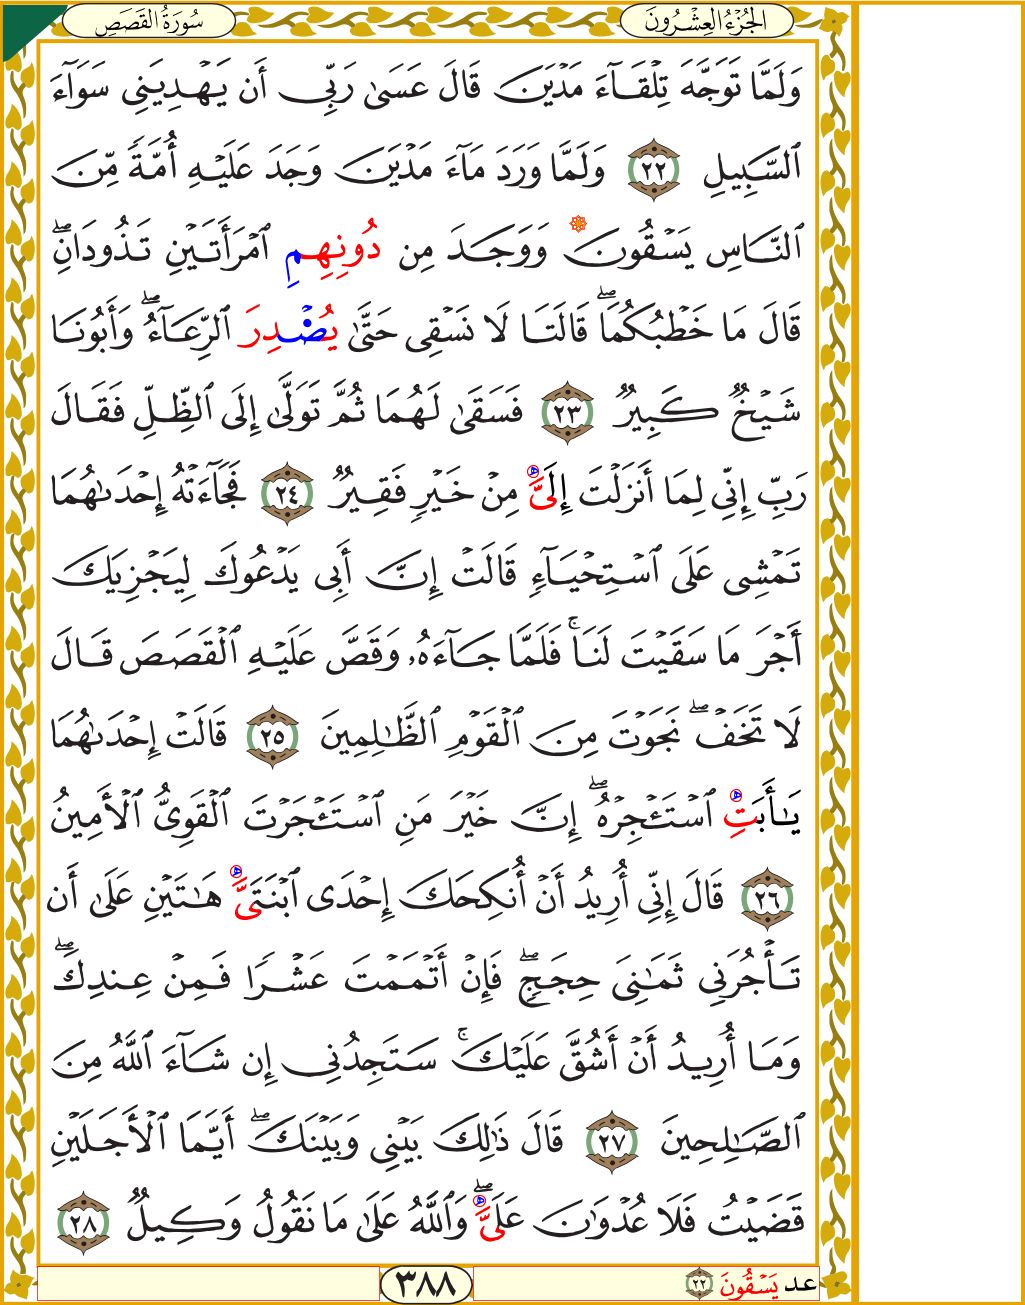 الجُزْءُ العِشْرُونَ
سُورَةُ القَصَصِ
وَلَمَّا تَوَجَّهَ تِلْقَآءَ مَدْيَنَ قَالَ عَسَىٰ رَبِّىٓ أَن يَهْدِيَنِى سَوَآءَ
ٱلسَّبِيلِ ٢٢ وَلَمَّا وَرَدَ مَآءَ مَدْيَنَ وَجَدَ عَلَيْهِ أُمَّةً مِّنَ
ٱلنَّاسِ يَسْقُونَ وَوَجَدَ مِن دُونِهِمِ ٱمْرَأَتَيْنِ تَذُودَانِۖ
قَالَ مَا خَطْبُكُمَاۖ قَالَتَا لَا نَسْقِى حَتَّىٰ يُصْدِرَ ٱلرِّعَآءُۖ وَأَبُونَا
شَيْخٌ كَبِيرٌ ٢٣ فَسَقَىٰ لَهُمَا ثُمَّ تَوَلَّىٰٓ إِلَى ٱلظِّلِّ فَقَالَ
رَبِّ إِنِّى لِمَآ أَنزَلْتَ إِلَىَّ مِنْ خَيْرٍ فَقِيرٌ ٢٤ فَجَآءَتْهُ إِحْدَىٰهُمَا
تَمْشِى عَلَى ٱسْتِحْيَآءٍ قَالَتْ إِنَّ أَبِى يَدْعُوكَ لِيَجْزِيَكَ
أَجْرَ مَا سَقَيْتَ لَنَاۚ فَلَمَّا جَآءَهُۥ وَقَصَّ عَلَيْهِ ٱلْقَصَصَ قَالَ
لَا تَخَفْۖ نَجَوْتَ مِنَ ٱلْقَوْمِ ٱلظَّـٰلِمِينَ ٢٥ قَالَتْ إِحْدَىٰهُمَا
يَـٰٓأَبَتِ ٱسْتَـْٔجِرْهُۖ إِنَّ خَيْرَ مَنِ ٱسْتَـْٔجَرْتَ ٱلْقَوِىُّ ٱلْأَمِينُ
٢٦ قَالَ إِنِّىٓ أُرِيدُ أَنْ أُنكِحَكَ إِحْدَى ٱبْنَتَىَّ هَـٰتَيْنِ عَلَىٰٓ أَن
تَأْجُرَنِى ثَمَـٰنِىَ حِجَجٍۖ فَإِنْ أَتْمَمْتَ عَشْرًا فَمِنْ عِندِكَۖ
وَمَآ أُرِيدُ أَنْ أَشُقَّ عَلَيْكَۚ سَتَجِدُنِىٓ إِن شَآءَ ٱللَّهُ مِنَ
ٱلصَّـٰلِحِينَ ٢٧ قَالَ ذَٰلِكَ بَيْنِى وَبَيْنَكَۖ أَيَّمَا ٱلْأَجَلَيْنِ
قَضَيْتُ فَلَا عُدْوَٰنَ عَلَىَّۖ وَٱللَّهُ عَلَىٰ مَا نَقُولُ وَكِيلٌ ٢٨
عد يَسْقُونَ ٢٢
٣٨٨